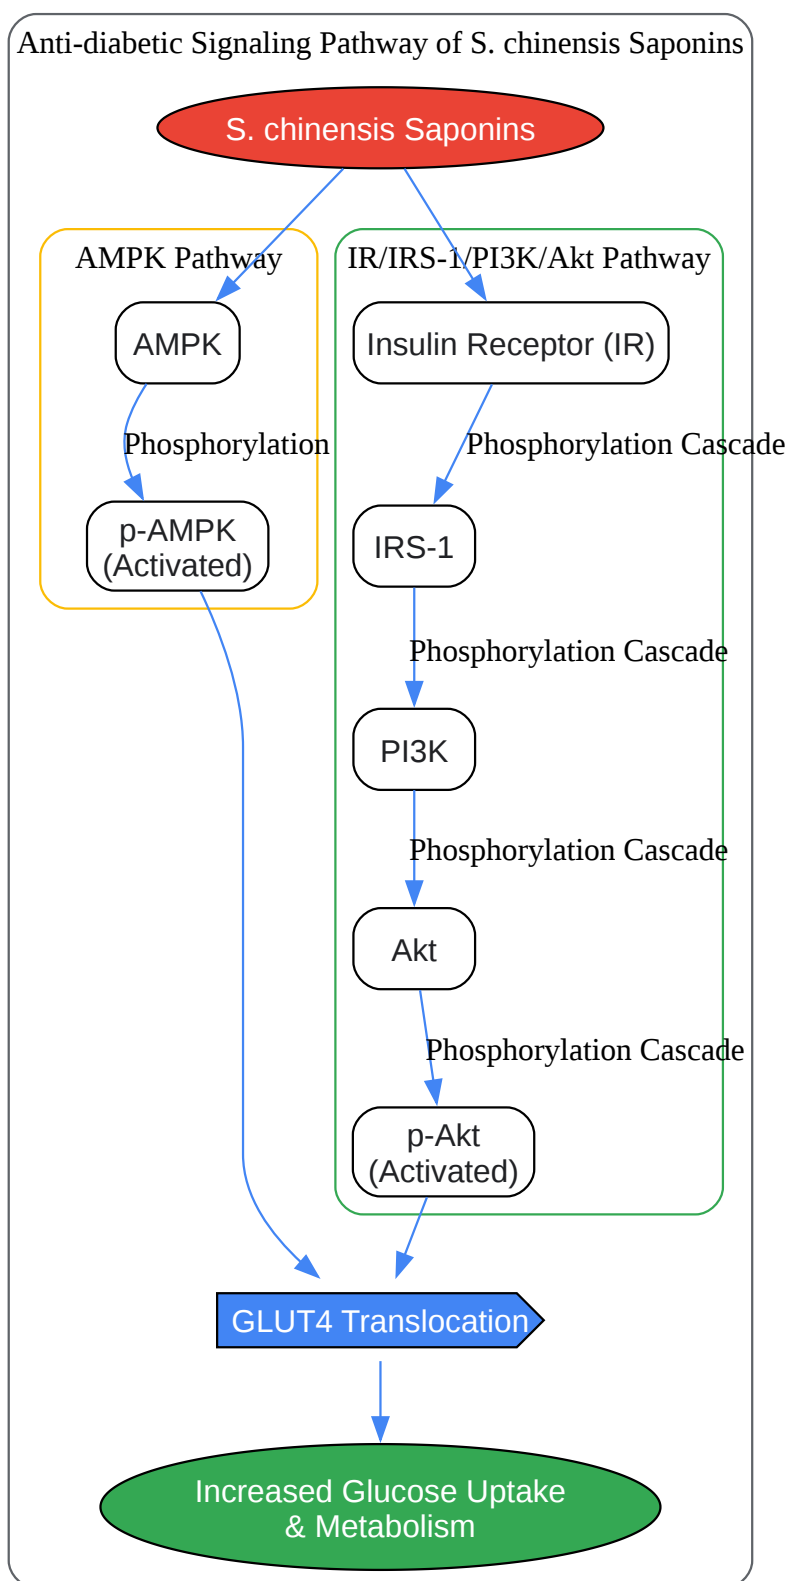 Anti-diabetic Signaling Pathway of S. chinensis Saponins
S. chinensis Saponins
AMPK Pathway
IR/IRS-1/PI3K/Akt Pathway
AMPK
Insulin Receptor (IR)
Phosphorylation
Phosphorylation Cascade
p-AMPK
(Activated)
IRS-1
Phosphorylation Cascade
PI3K
Phosphorylation Cascade
Akt
Phosphorylation Cascade
p-Akt
(Activated)
GLUT4 Translocation
Increased Glucose Uptake
& Metabolism